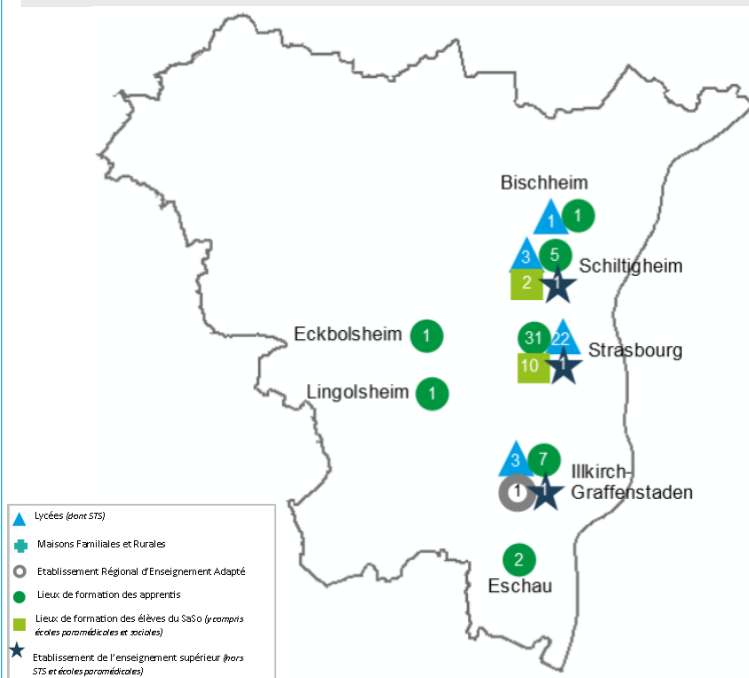 Bischheim
1 1
3 5
Schiltigheim
2 1
Eckbolsheim 1
31 22
Strasbourg
10 1
Lingolsheim 1
3 7
Illkirch-
Graffenstaden
1 1
2
Eschau
Lycées (dont STS)
Maisons Familiales et Rurales
Etablissement Régional d'Enseignement Adapté
Lieux de formation des apprentis
Lieux de formation des élèves du SaSo (y compris
écoles paramédicales et sociales)
Etablissement de l'enseignement supérieur (hors
STS et écoles paramédicales)